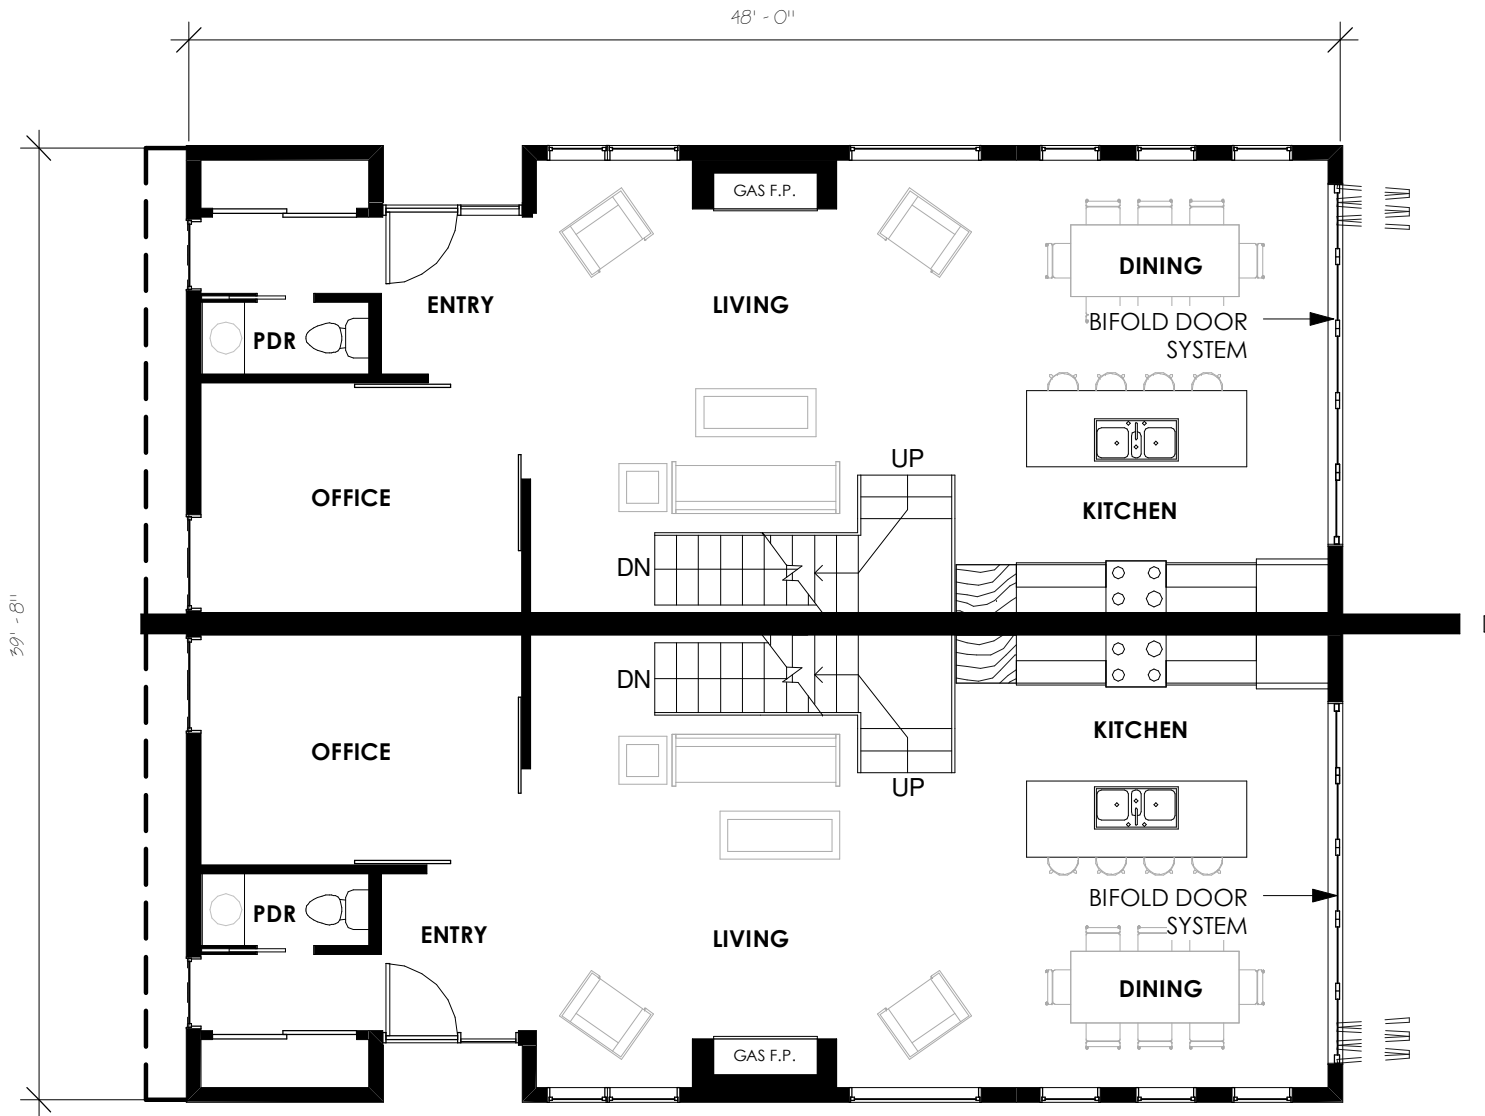 48' - 0"
GAS F.P.
DINING
ENTRY
LIVING
BIFOLD DOOR
SYSTEM
PDR
UP
OFFICE
KITCHEN
DN
39' - 8"
DN
KITCHEN
OFFICE
UP
BIFOLD DOOR
SYSTEM
PDR
ENTRY
LIVING
DINING
GAS F.P.